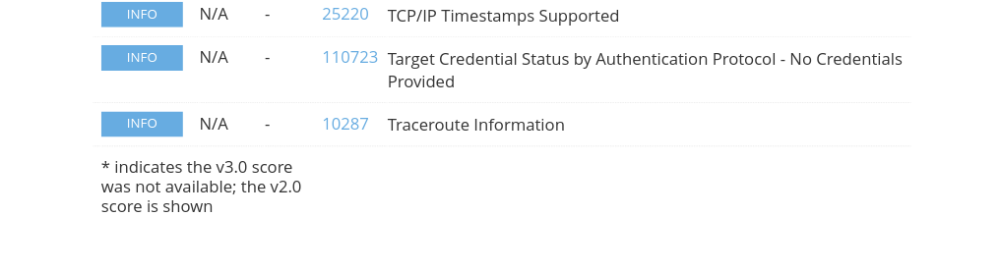 INFO N/A - 25220 TCP/IP Timestamps Supported
INFO N/A - 110723 Target Credential Status by Authentication Protocol - No Credentials
Provided
INFO N/A - 10287 Traceroute Information
* indicates the v3.0 score
was not available; the v2.0
score is shown